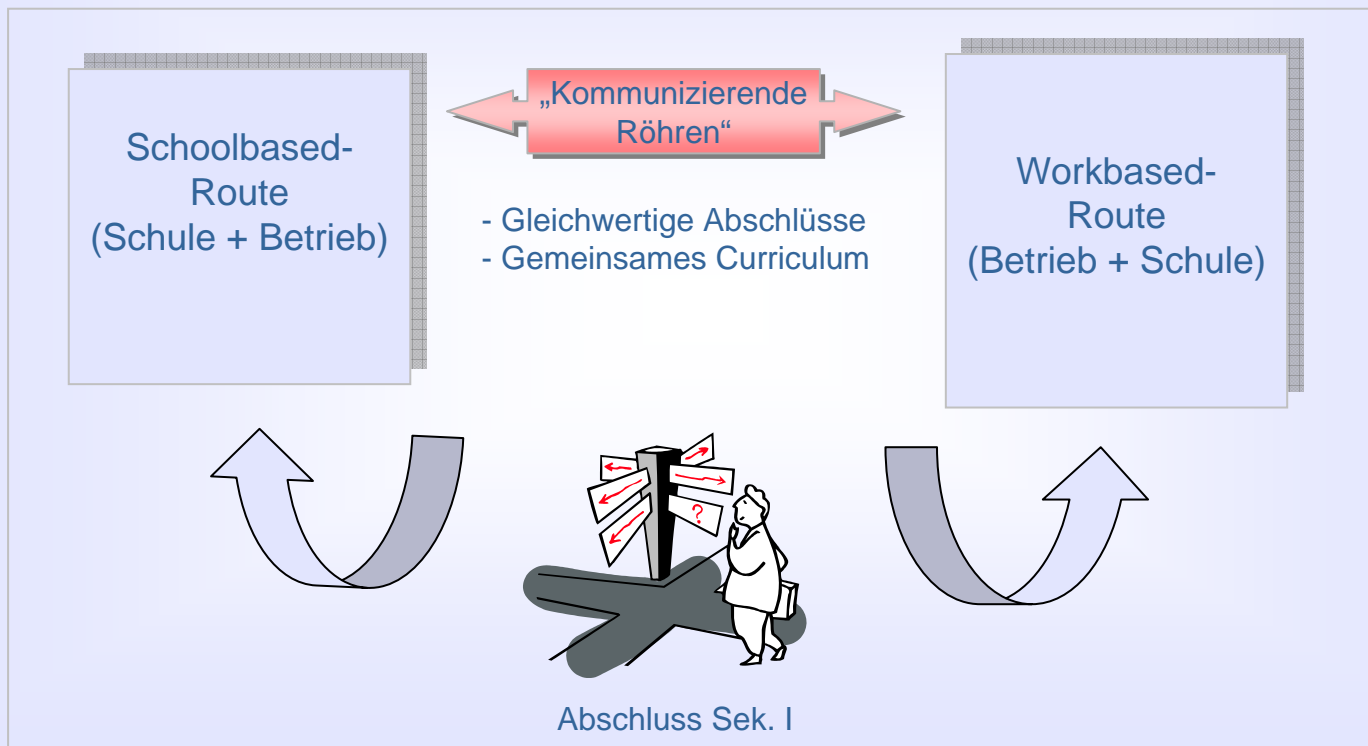 Schoolbased-
Route
(Schule + Betrieb)
„Kommunizierende
Röhren“
- Gleichwertige Abschlüsse
- Gemeinsames Curriculum
Workbased-
Route
(Betrieb + Schule)
?
Abschluss Sek. I